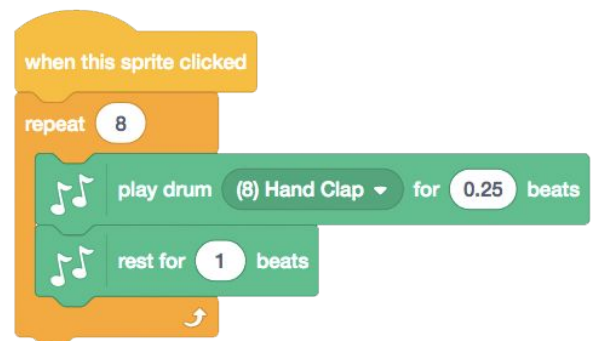 when this sprite clicked
repeat 8
play drum (8) Hand Clap for 0.25 beats
rest for 1 beats